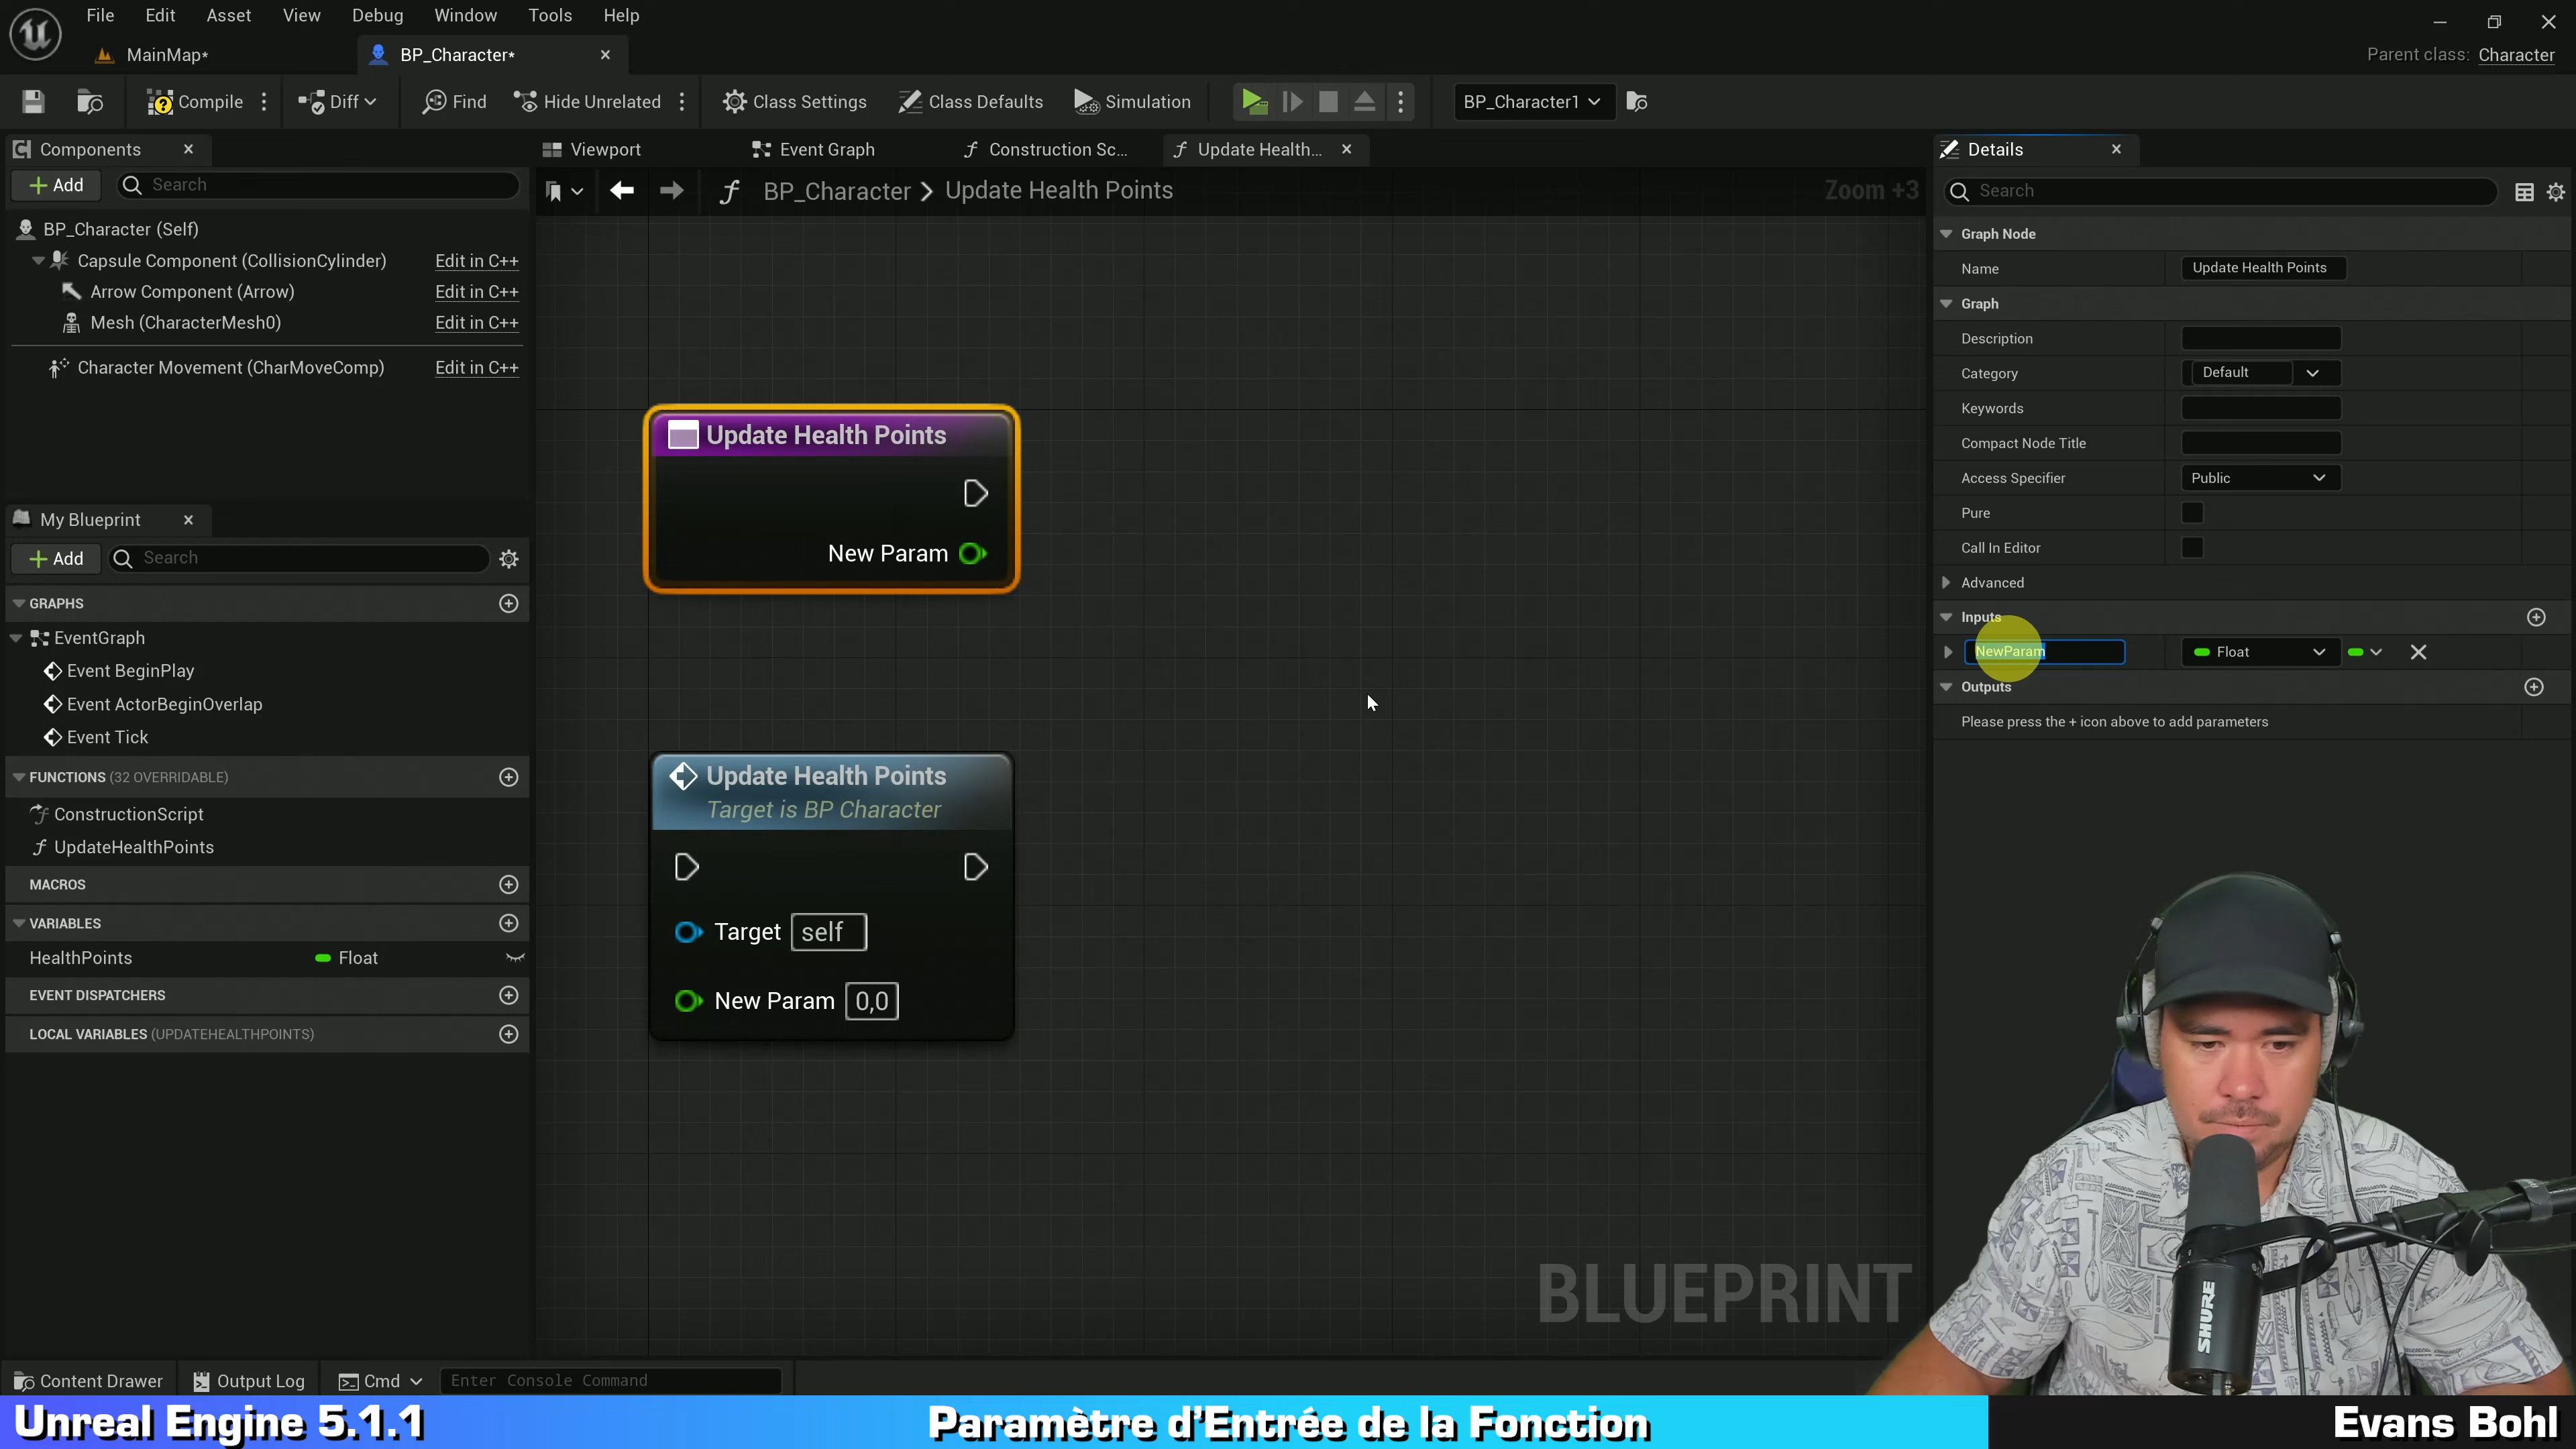 File Edit Asset View Debug Window Tools Help
MainMap*
BP_Character*
Parent class: Character
Compile
Diff
Find
Hide Unrelated
Class Settings
Class Defaults
Simulation
BP_Character1
Components
Add
Search
BP_Character (Self)
Capsule Component (CollisionCylinder) Edit in C++
Arrow Component (Arrow) Edit in C++
Mesh (CharacterMesh0) Edit in C++
Character Movement (CharMoveComp) Edit in C++
My Blueprint
Add
Search
GRAPHS
EventGraph
Event BeginPlay
Event ActorBeginOverlap
Event Tick
FUNCTIONS (32 OVERRIDABLE)
ConstructionScript
UpdateHealthPoints
MACROS
VARIABLES
HealthPoints Float
EVENT DISPATCHERS
LOCAL VARIABLES (UPDATEHEALTHPOINTS)
Viewport
Event Graph
Construction Sc...
Update Health...
BP_Character > Update Health Points
Zoom +3
Update Health Points
New Param
Update Health Points
Target is BP Character
Target self
New Param 0,0
BLUEPRINT
Details
Search
Graph Node
Name Update Health Points
Graph
Description
Category Default
Keywords
Compact Node Title
Access Specifier Public
Pure
Call In Editor
Advanced
Inputs
NewParam Float
Outputs
Please press the + icon above to add parameters
SHURE
Content Drawer
Output Log
Cmd
Enter Console Command
Unreal Engine 5.1.1
Paramètre d'Entrée de la Fonction
Evans Bohl